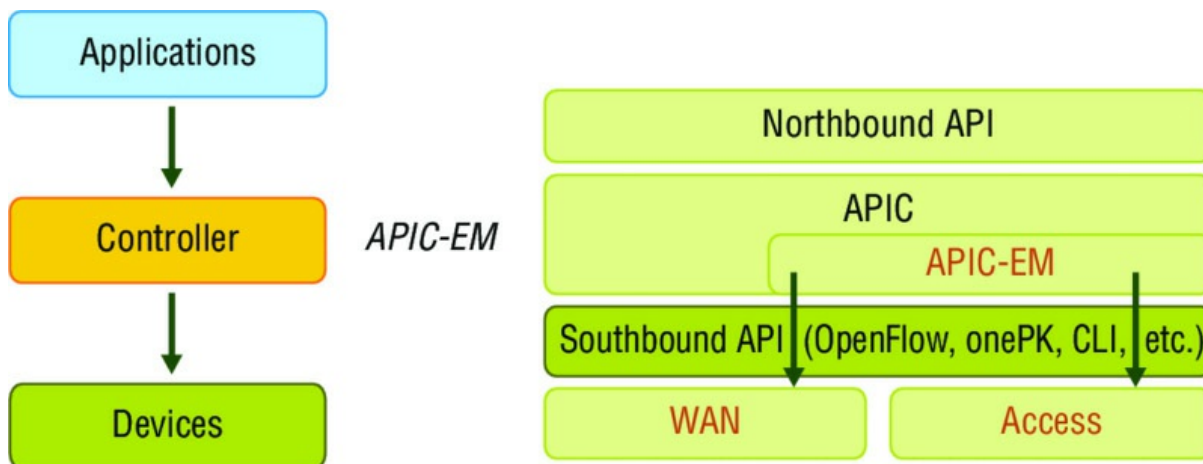 Applications
Controller
Devices
APIC-EM
Northbound API
APIC
APIC-EM
Southbound API (OpenFlow, onePK, CLI, etc.)
WAN
Access